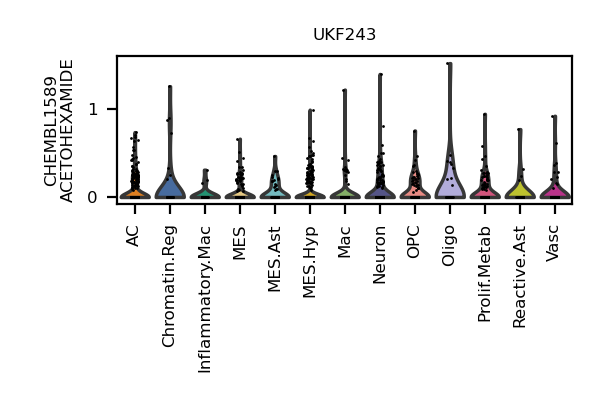 UKF243
CHEMBL1589
ACETOHEXAMIDE
1
0
AC
Chromatin.Reg
Inflammatory.Mac
MES
MES.Ast
MES.Hyp
Mac
Neuron
OPC
Oligo
Prolif.Metab
Reactive.Ast
Vasc